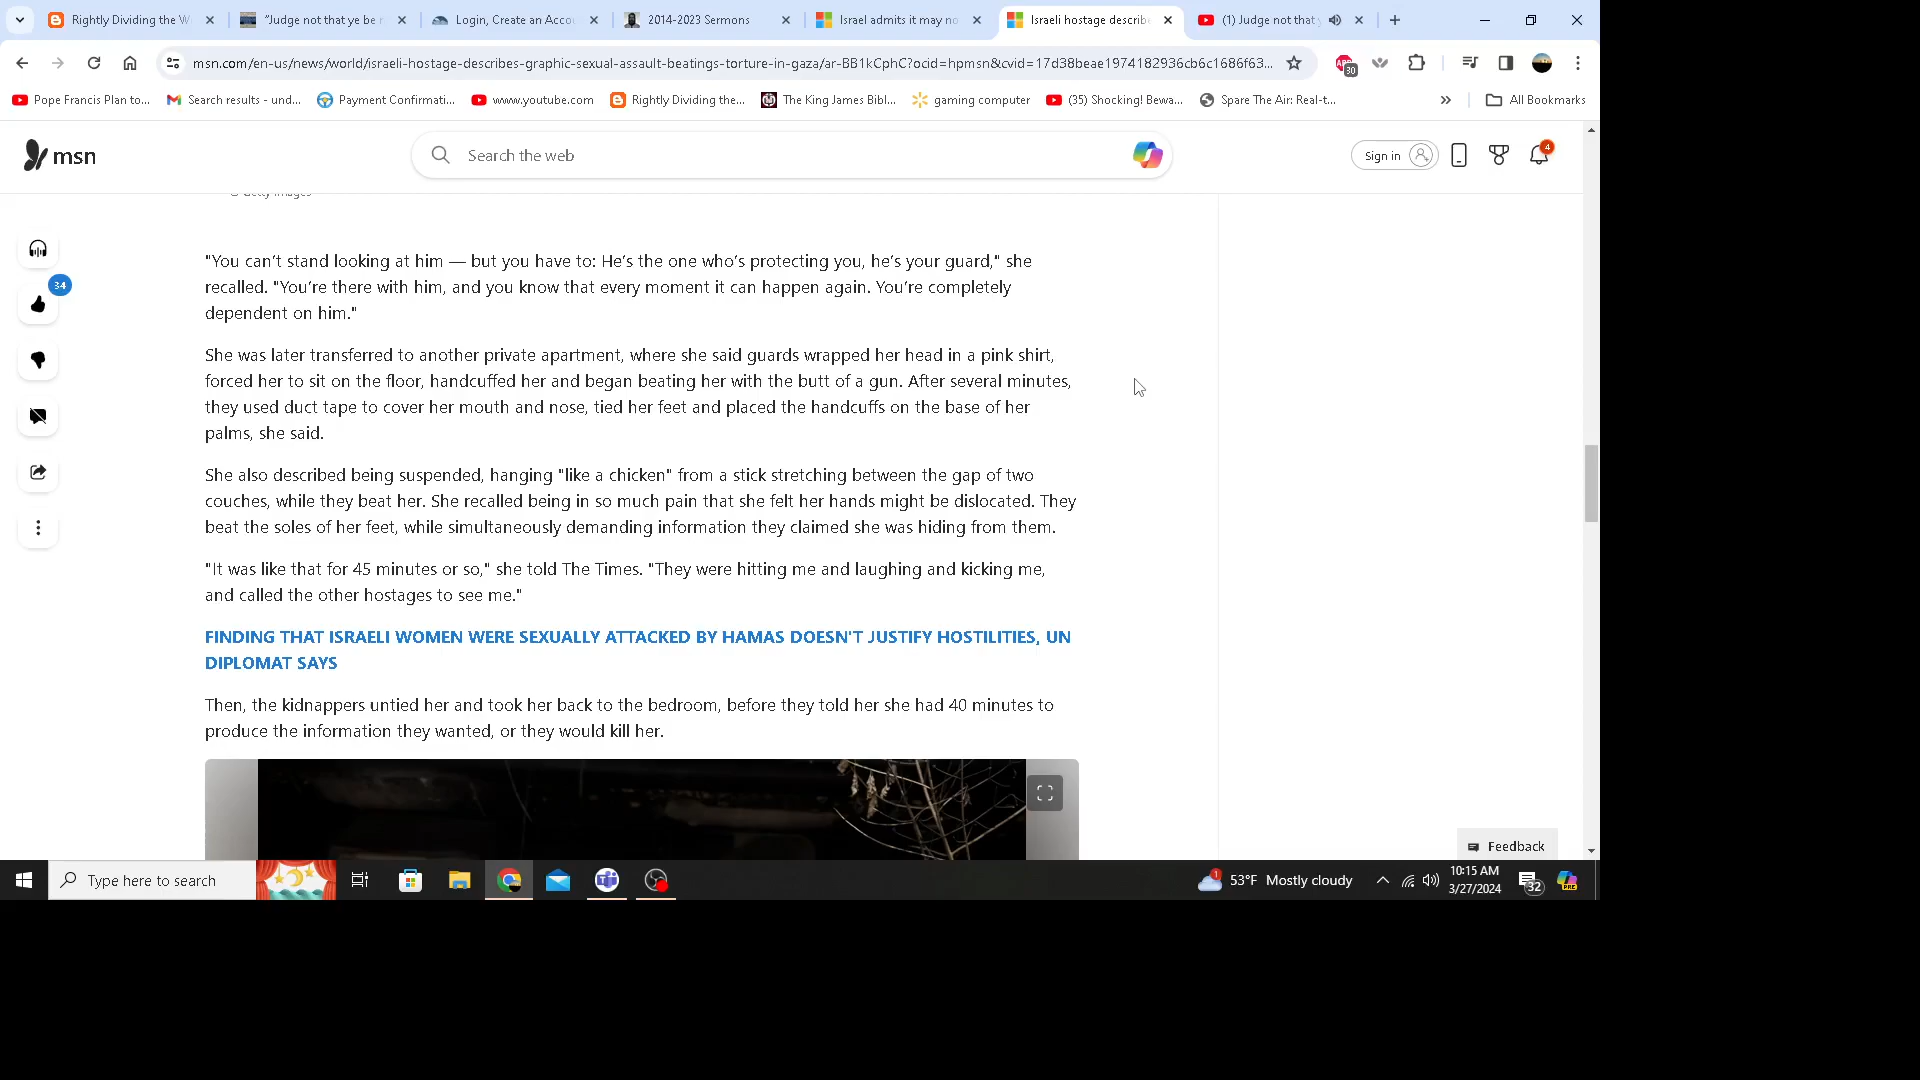 Rightly Dividing the W
"Judge not that ye be n
Login, Create an Accou
2014-2023 Sermons
Israel admits it may no
Israeli hostage describe
(1) Judge not that y
msn.com/en-us/news/world/israeli-hostage-describes-graphic-sexual-assault-beatings-torture-in-gaza/ar-BB1kCphC?ocid=hpmsn&cvid=17d38beae1974182936cb6c1686f63...
30
Pope Francis Plan to...
Search results - und...
Payment Confirmati...
www.youtube.com
Rightly Dividing the...
The King James Bibl...
gaming computer
(35) Shocking! Bewa...
Spare The Air: Real-t...
All Bookmarks
msn
Search the web
Sign in
4
© Getty Images
34
"You can't stand looking at him — but you have to: He's the one who's protecting you, he's your guard," she
recalled. "You're there with him, and you know that every moment it can happen again. You're completely
dependent on him."
She was later transferred to another private apartment, where she said guards wrapped her head in a pink shirt,
forced her to sit on the floor, handcuffed her and began beating her with the butt of a gun. After several minutes,
they used duct tape to cover her mouth and nose, tied her feet and placed the handcuffs on the base of her
palms, she said.
She also described being suspended, hanging "like a chicken" from a stick stretching between the gap of two
couches, while they beat her. She recalled being in so much pain that she felt her hands might be dislocated. They
beat the soles of her feet, while simultaneously demanding information they claimed she was hiding from them.
"It was like that for 45 minutes or so," she told The Times. "They were hitting me and laughing and kicking me,
and called the other hostages to see me."
FINDING THAT ISRAELI WOMEN WERE SEXUALLY ATTACKED BY HAMAS DOESN'T JUSTIFY HOSTILITIES, UN
DIPLOMAT SAYS
Then, the kidnappers untied her and took her back to the bedroom, before they told her she had 40 minutes to
produce the information they wanted, or they would kill her.
Feedback
Type here to search
1
53°F Mostly cloudy
10:15 AM
3/27/2024
32
PRE